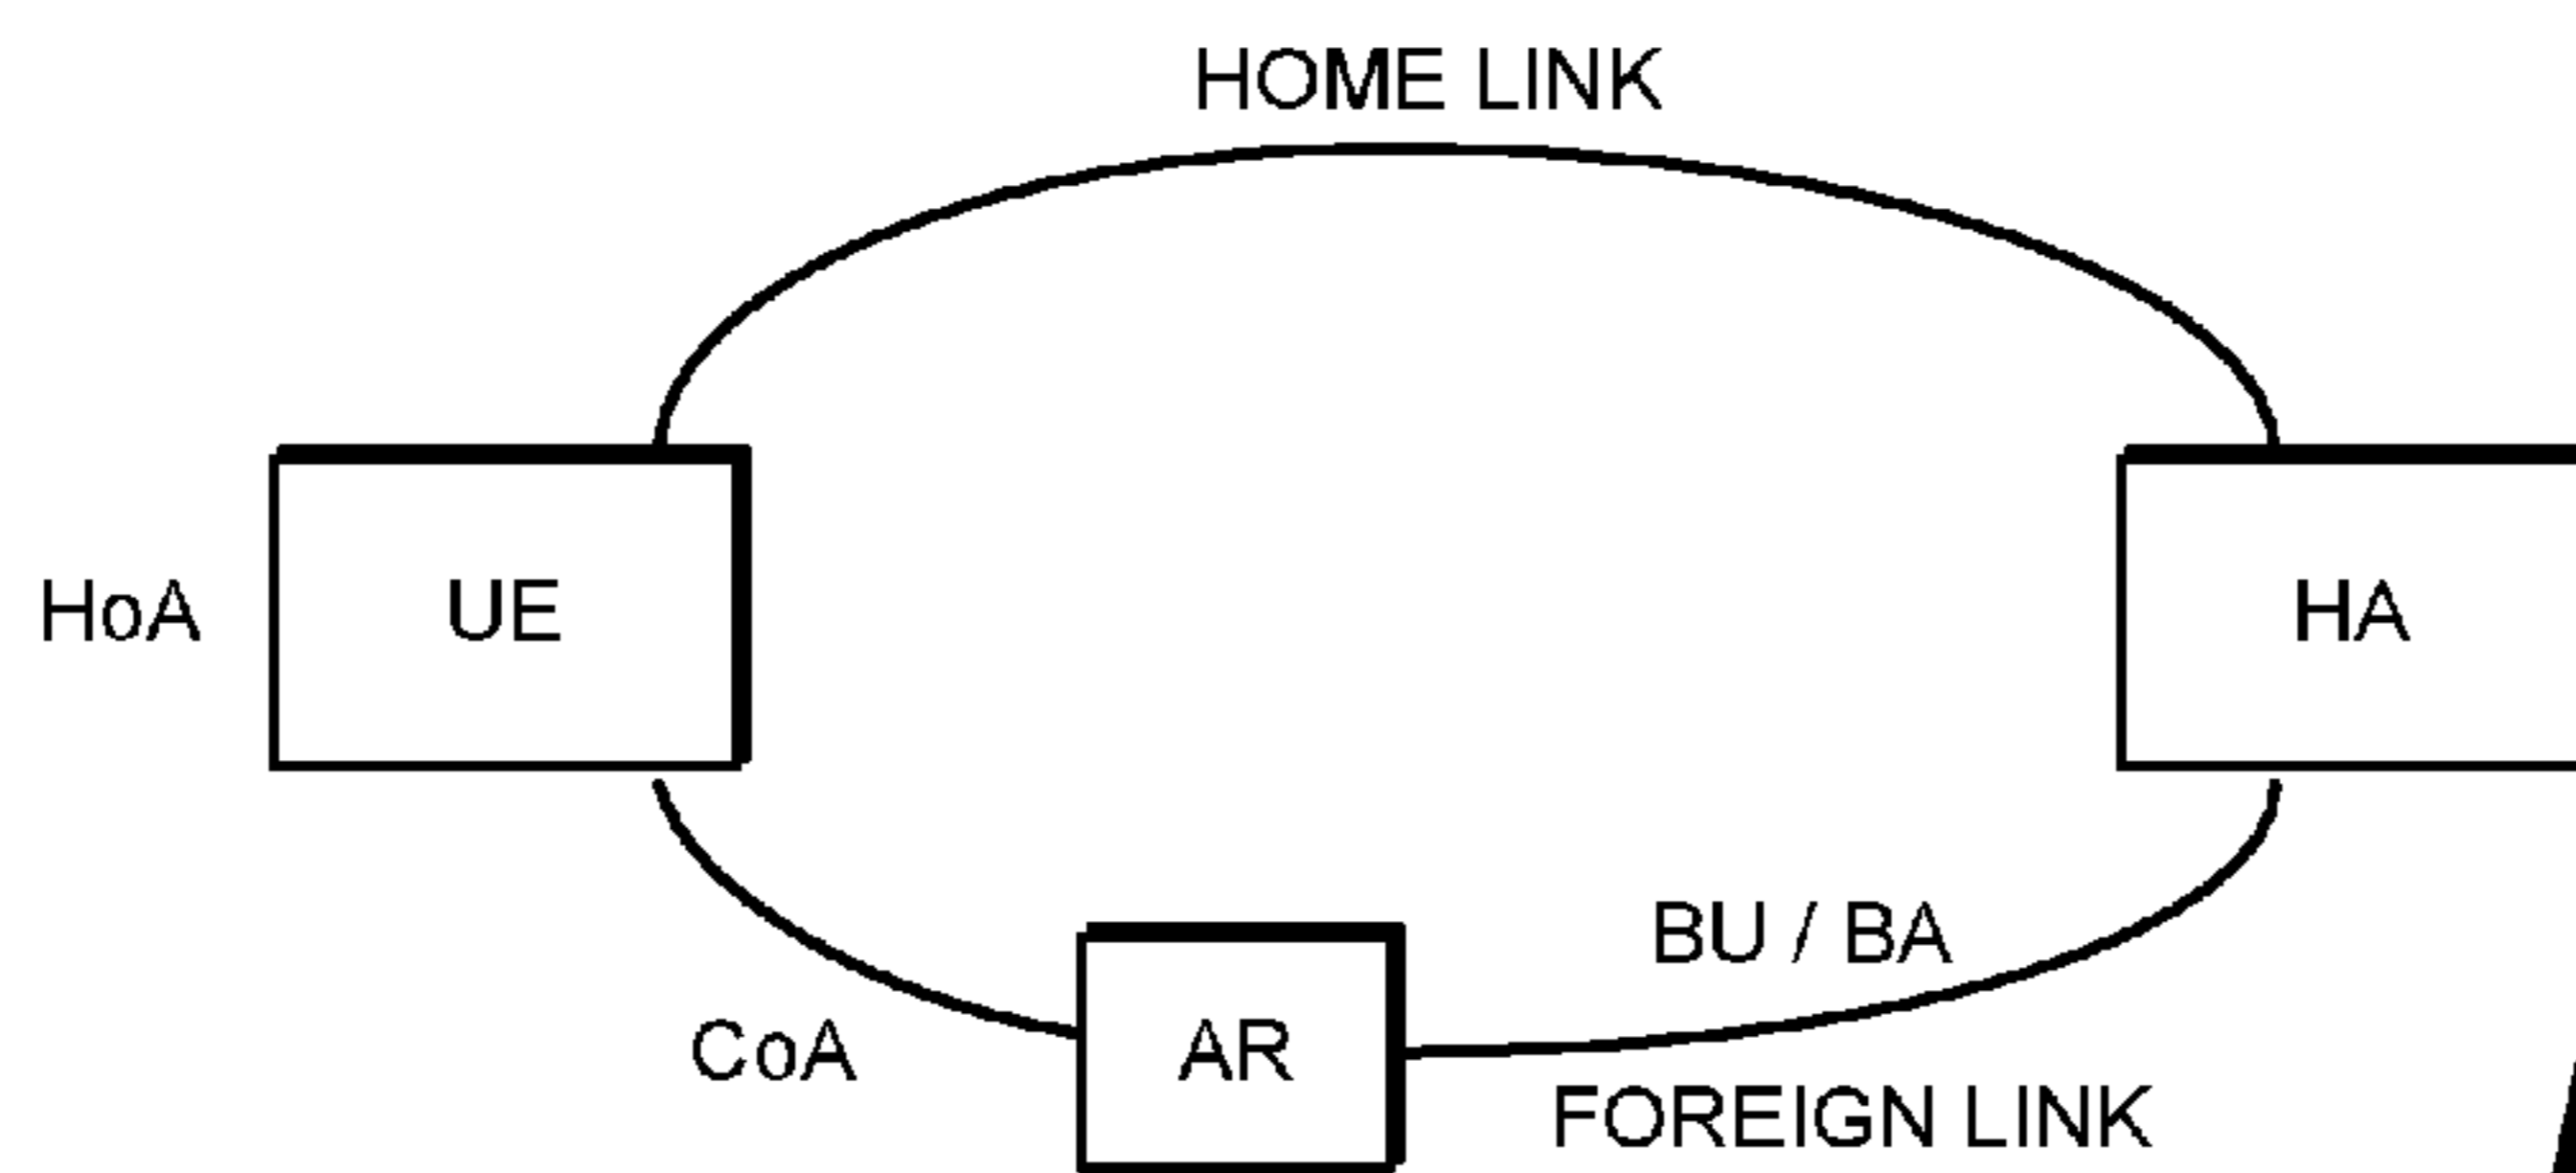 HOME LINK
HoA
UE
HA
BU / BA
CoA
AR
FOREIGN LINK